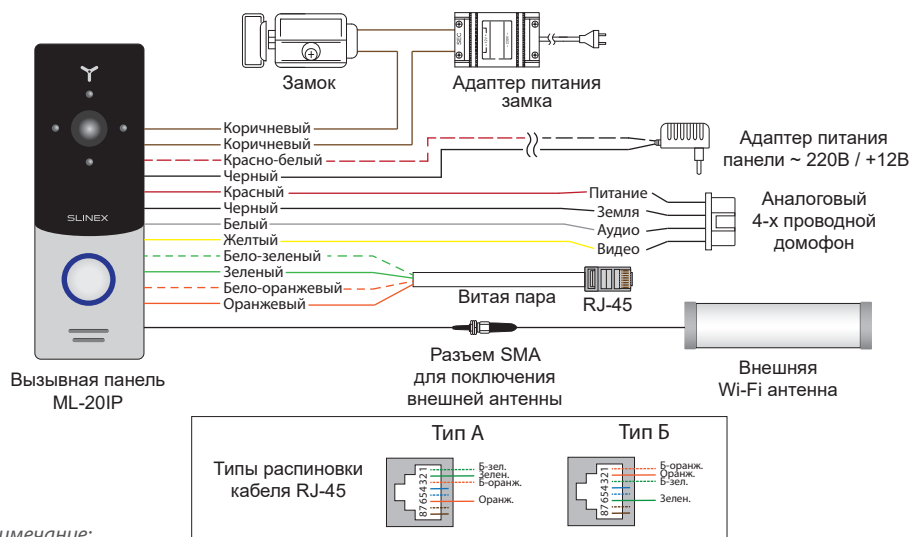 Замок
Адаптер питания
замка
SEC
Коричневый
Коричневый
Красно-белый
Черный
Красный
Черный
Белый
Желтый
Бело-зеленый
Зеленый
Бело-оранжевый
Оранжевый
SLINEX
Адаптер питания
панели ~ 220В / +12В
Питание
Земля
Аудио
Видео
Аналоговый
4-х проводной
домофон
Витая пара
RJ-45
Вызывная панель
ML-20IP
Разъем SMA
для поключения
внешней антенны
Внешняя
Wi-Fi антенна
Типы распиновки
кабеля RJ-45
Тип А
87654321
Б-зел.
Зелен.
Б-оранж.
Оранж.
Тип Б
87654321
Б-оранж.
Оранж.
Б-зел.
Зелен.